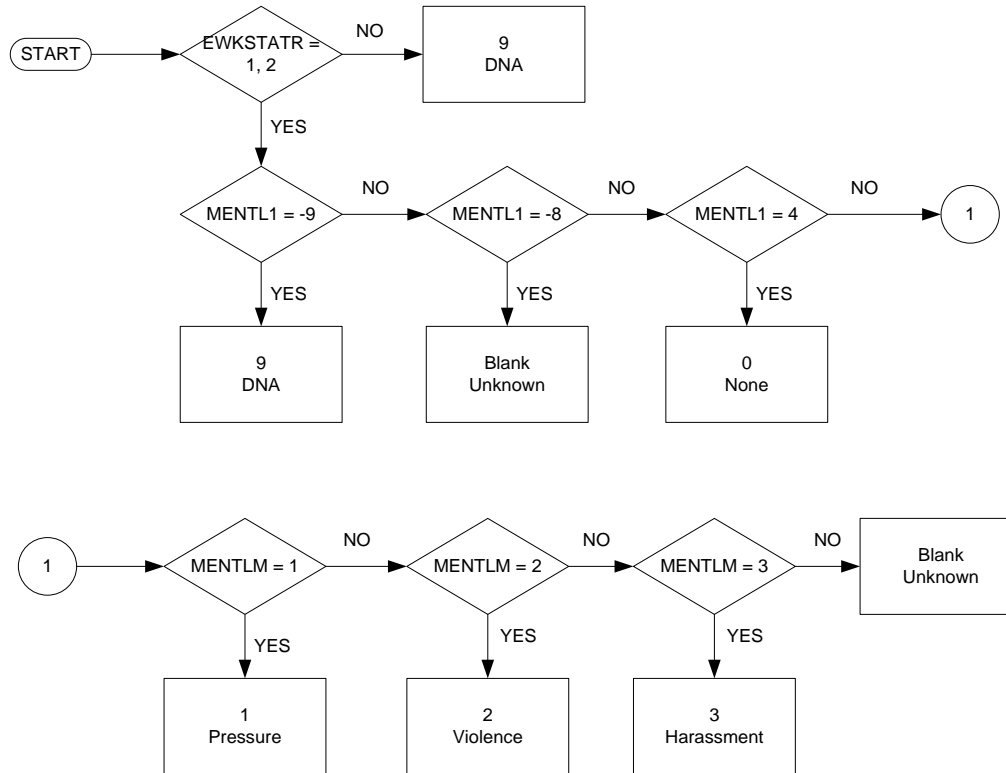 START
EWKSTATR =
1, 2
NO
9
DNA
YES
MENTL1 = -9
NO
MENTL1 = -8
NO
MENTL1 = 4
NO
1
YES
YES
YES
9
DNA
Blank
Unknown
0
None
1
MENTLM = 1
NO
MENTLM = 2
NO
MENTLM = 3
NO
Blank
Unknown
YES
YES
YES
1
Pressure
2
Violence
3
Harassment